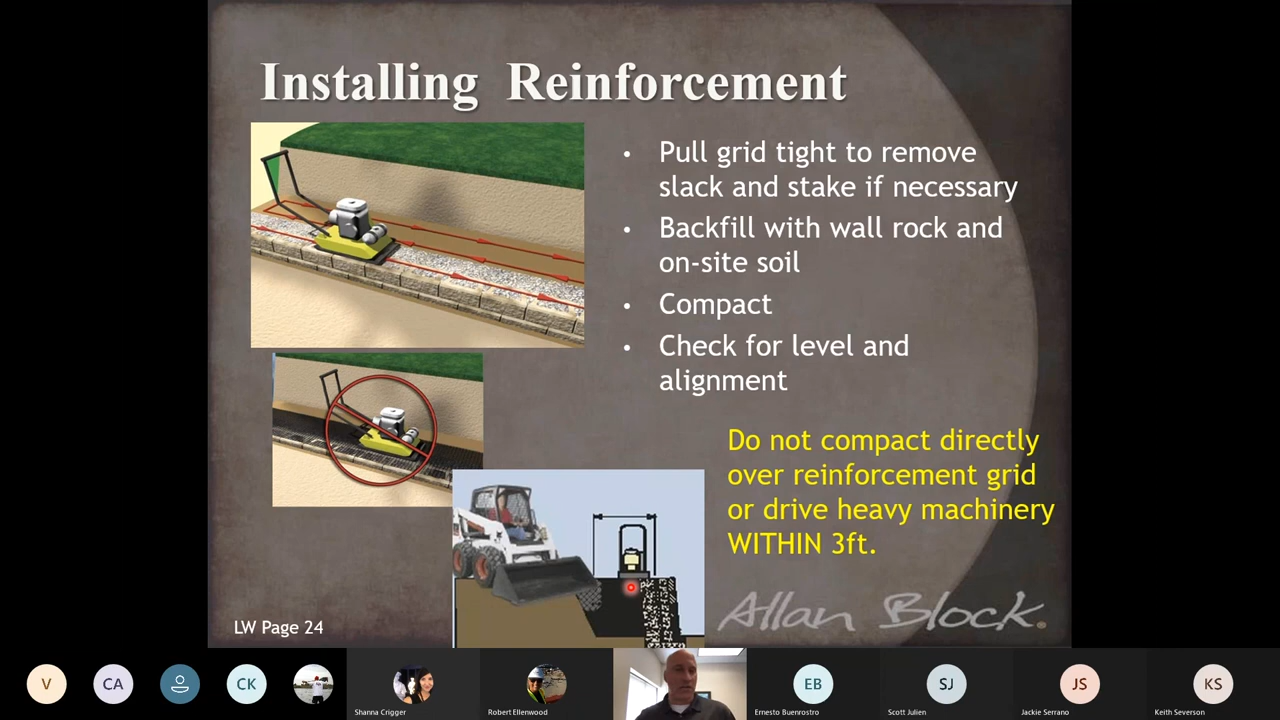 Installing Reinforcement
• Pull grid tight to remove
slack and stake if necessary
• Backfill with wall rock and
on-site soil
• Compact
• Check for level and
alignment
Do not compact directly
over reinforcement grid
or drive heavy machinery
WITHIN 3ft.
LW Page 24
Allan Block.
V
CA
CK
Shanna Crigger
Robert Ellenwood
EB
Ernesto Buenrostro
SJ
Scott Julien
JS
Jackie Serrano
KS
Keith Severson